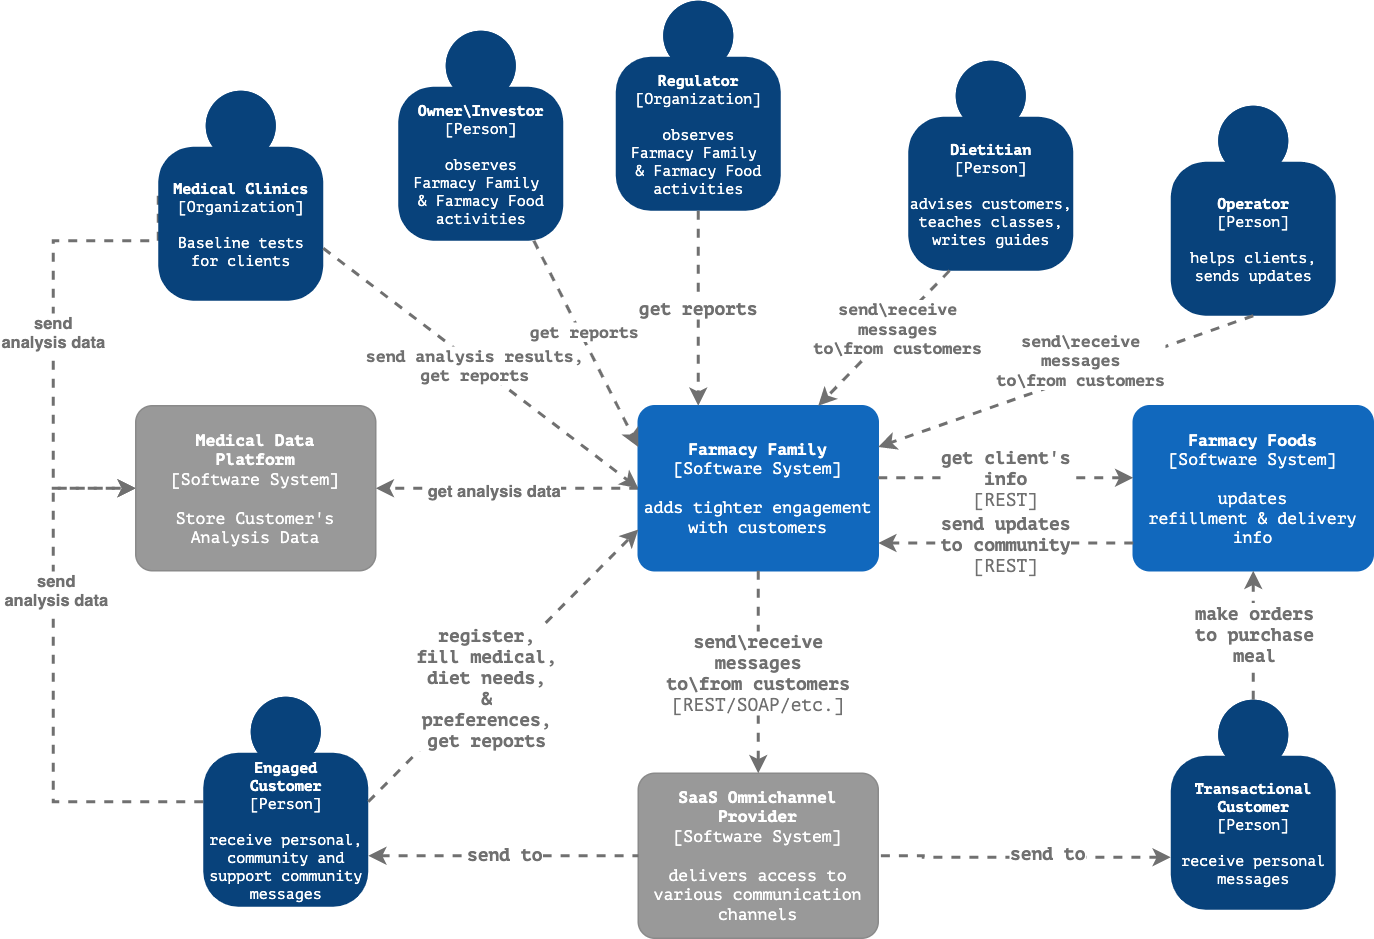 Regulator
[Organization]
observes
Farmacy Family
& Farmacy Food
activities
Owner\Investor
[Person]
observes
Farmacy Family
& Farmacy Food
activities
Dietitian
[Person]
advises customers,
teaches classes,
writes guides
Medical Clinics
[Organization]
Baseline tests
for clients
Operator
[Person]
helps clients,
sends updates
send
analysis data
send analysis results,
get reports
get reports
get reports
send\receive
messages
to\from customers
send\receive
messages
to\from customers
Medical Data
Platform
[Software System]
Store Customer's
Analysis Data
get analysis data
Farmacy Family
[Software System]
adds tighter engagement
with customers
get client's
info
[REST]
send updates
to community
[REST]
Farmacy Foods
[Software System]
updates
refillment & delivery
info
send
analysis data
register,
fill medical,
diet needs,
&
preferences,
get reports
send\receive
messages
to\from customers
[REST/SOAP/etc.]
make orders
to purchase
meal
Engaged
Customer
[Person]
receive personal,
community and
support community
messages
send to
SaaS Omnichannel
Provider
[Software System]
delivers access to
various communication
channels
send to
Transactional
Customer
[Person]
receive personal
messages